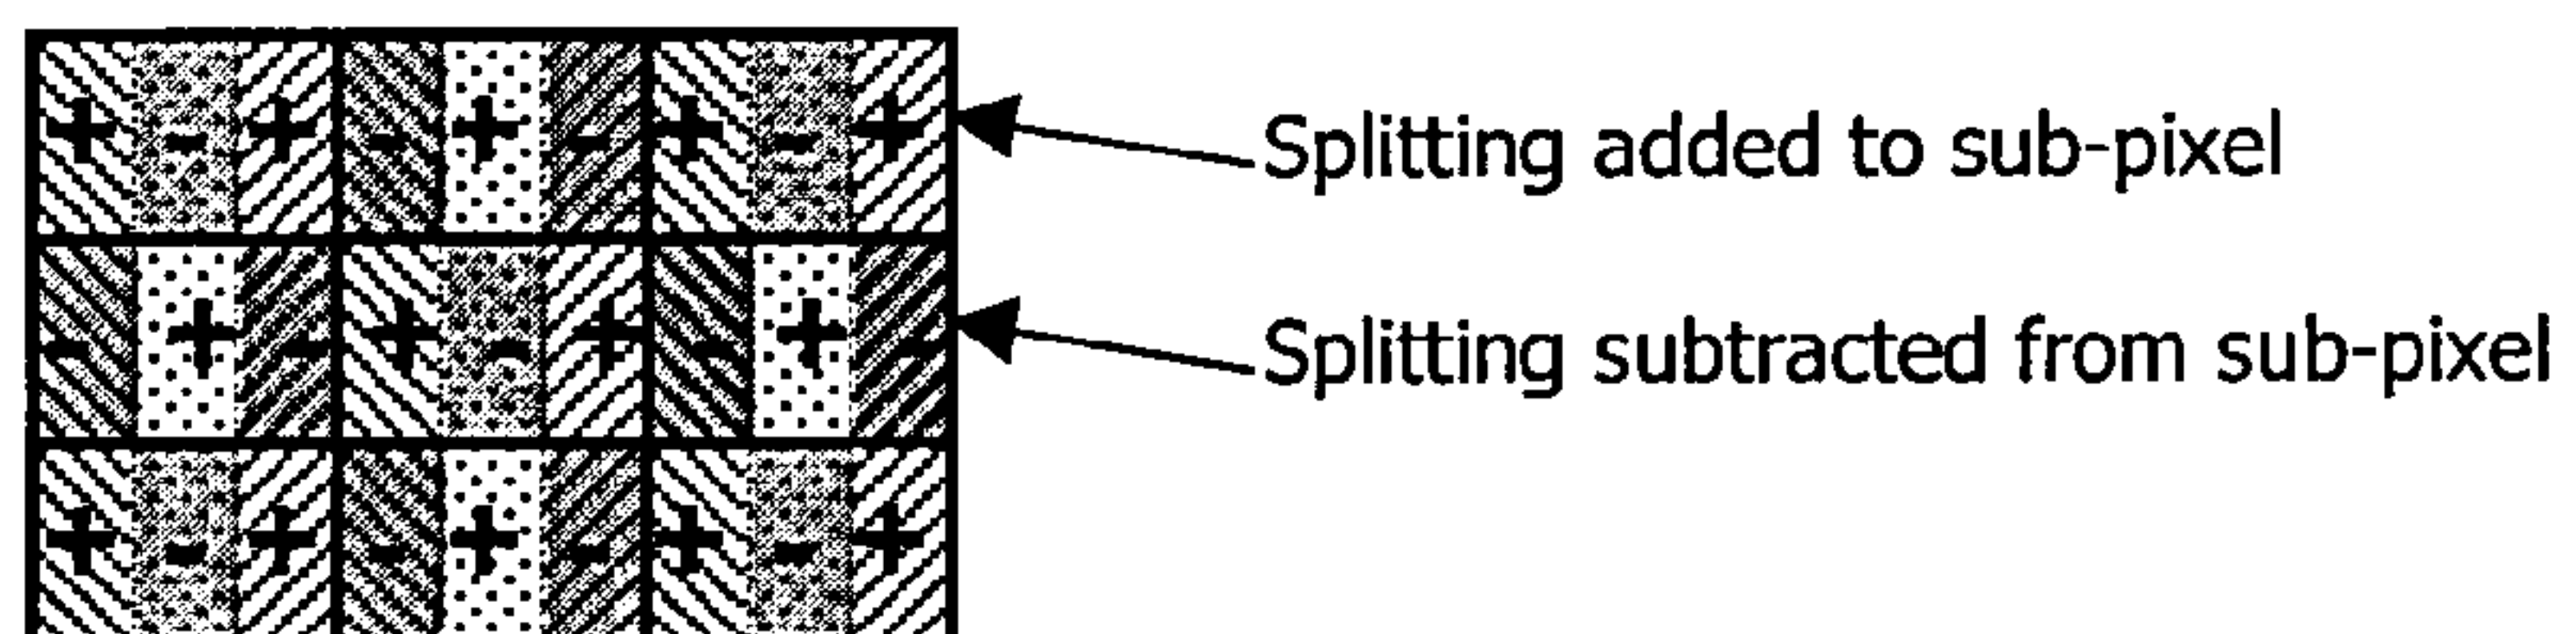 + - + - + - + - + Splitting added to sub-pixel
- + - + - + - + - Splitting subtracted from sub-pixel
+ - + - + - + - +